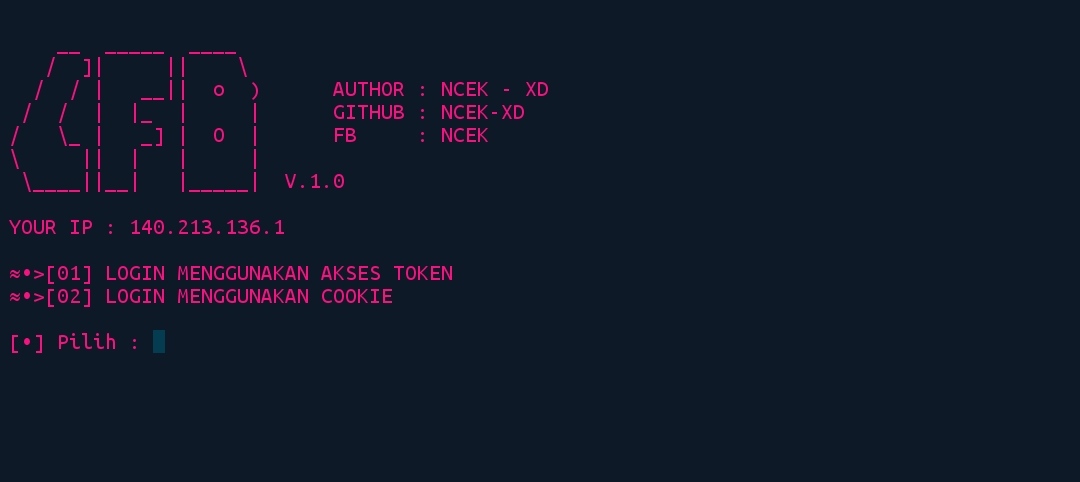 CFB
AUTHOR : NCEK - XD
GITHUB : NCEK-XD
FB : NCEK
V.1.0
YOUR IP : 140.213.136.1
≈•>[01] LOGIN MENGGUNAKAN AKSES TOKEN
≈•>[02] LOGIN MENGGUNAKAN COOKIE
[•] Pilih :